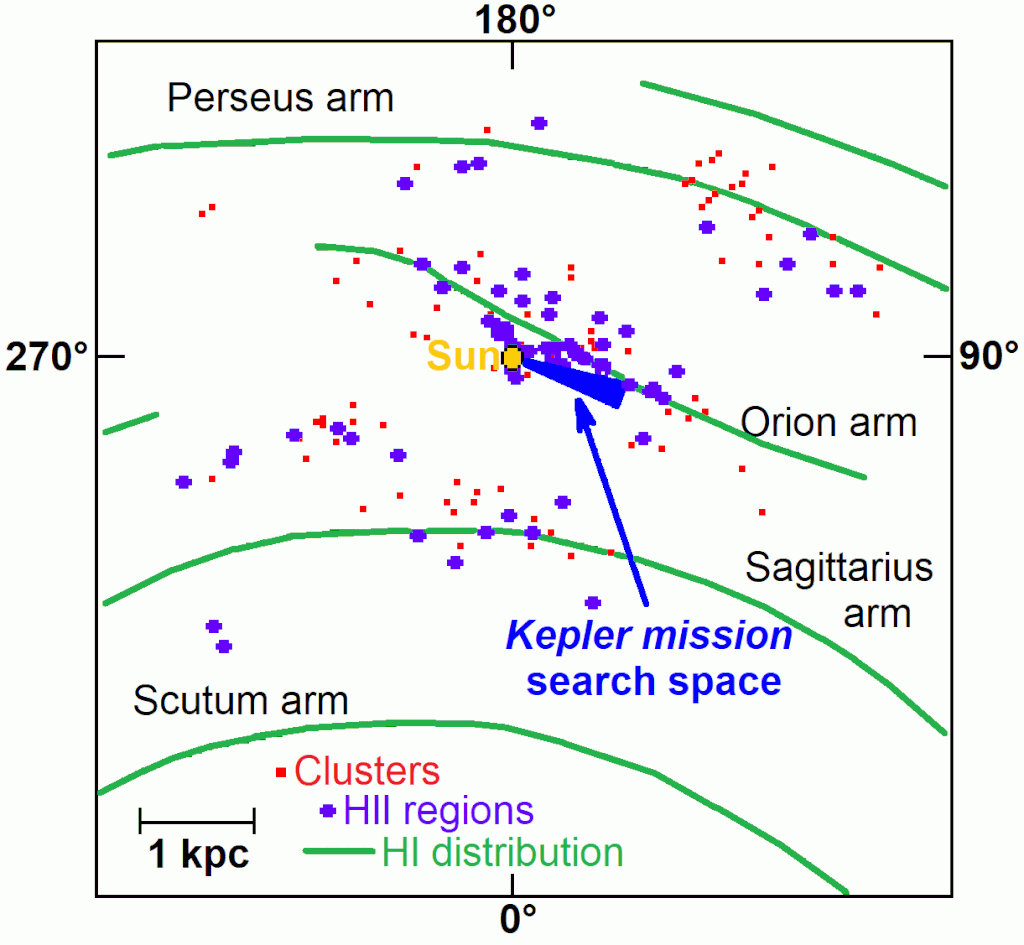 180°
Perseus arm
270°
Sun
90°
Orion arm
Sagittarius
arm
Kepler mission
search space
Scutum arm
Clusters
HII regions
1 kpc
HI distribution
0°